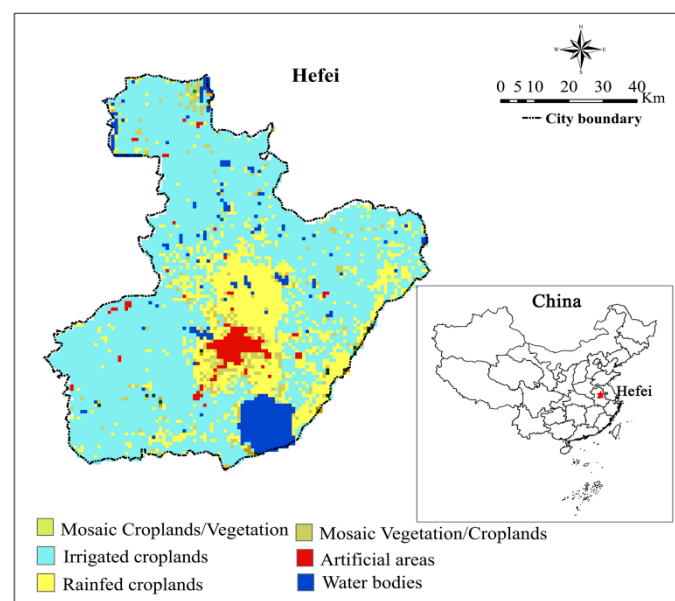 Hefei
N
W E
S
0 5 10 20 30 40
Km
City boundary
China
Hefei
Mosaic Croplands/Vegetation
Mosaic Vegetation/Croplands
Irrigated croplands
Artificial areas
Rainfed croplands
Water bodies